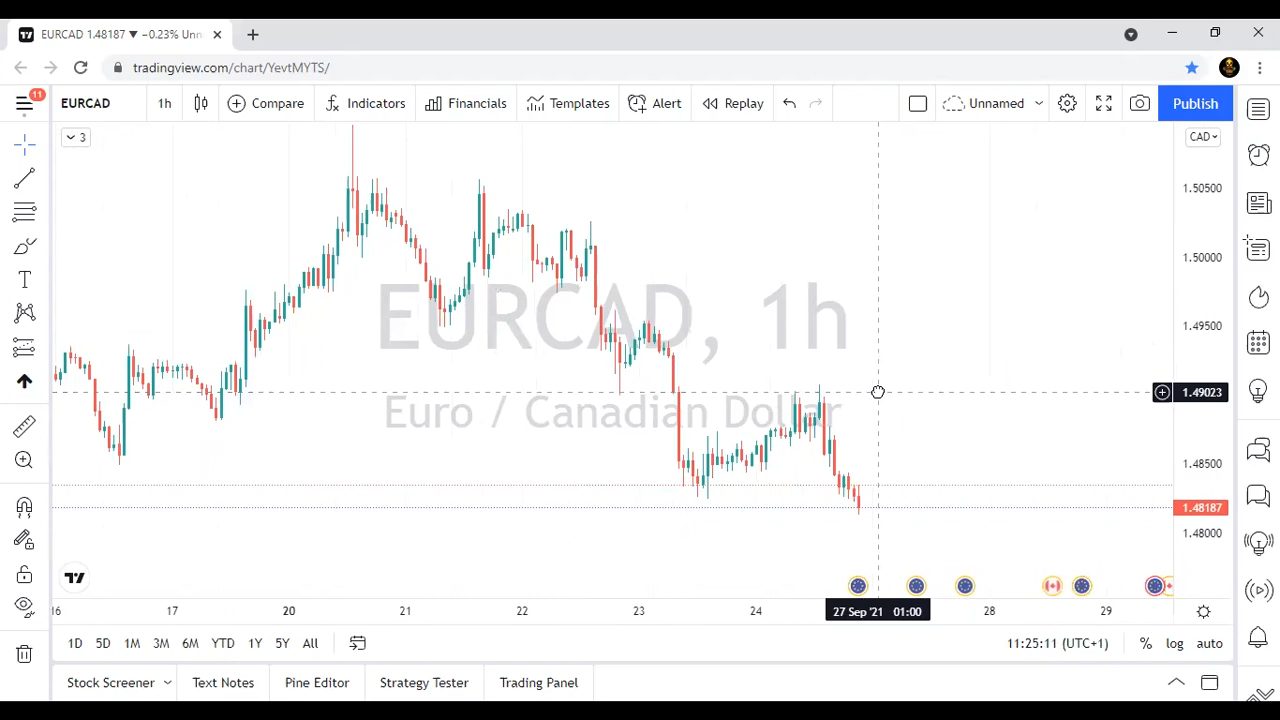 EURCAD 1.48187 ▼ −0.23% Unn
tradingview.com/chart/YevtMYTS/
11
EURCAD 1h Compare Indicators Financials Templates Alert Replay Unnamed Publish
3
CAD
1.50500
1.50000
EURCAD, 1h
1.49500
1.49023
Euro / Canadian Dollar
1.48500
1.48187
1.48000
16 17 20 21 22 23 24 27 Sep '21 01:00 28 29
1D 5D 1M 3M 6M YTD 1Y 5Y All 11:25:11 (UTC+1) % log auto
Stock Screener Text Notes Pine Editor Strategy Tester Trading Panel